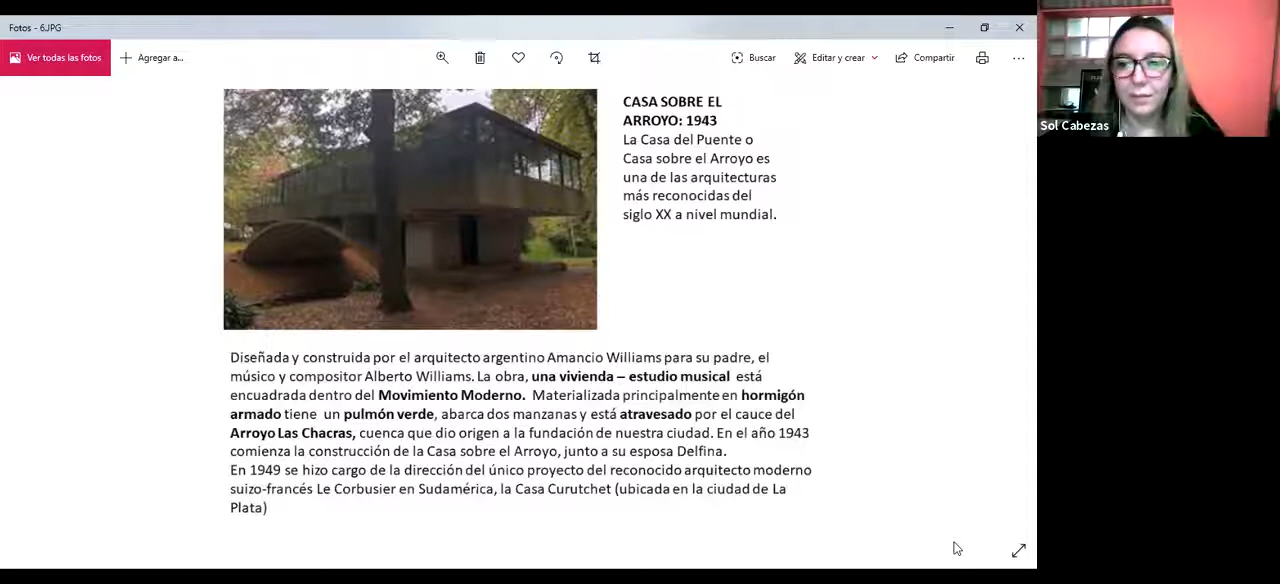 Fotos - 6.JPG
Ver todas las fotos
Agregar a...
Buscar
Editar y crear
Compartir
Sol Cabezas
CASA SOBRE EL
ARROYO: 1943
La Casa del Puente o
Casa sobre el Arroyo es
una de las arquitecturas
más reconocidas del
siglo XX a nivel mundial.
Diseñada y construida por el arquitecto argentino Amancio Williams para su padre, el
músico y compositor Alberto Williams. La obra, una vivienda – estudio musical está
encuadrada dentro del Movimiento Moderno. Materializada principalmente en hormigón
armado tiene un pulmón verde, abarca dos manzanas y está atravesado por el cauce del
Arroyo Las Chacras, cuenca que dio origen a la fundación de nuestra ciudad. En el año 1943
comienza la construcción de la Casa sobre el Arroyo, junto a su esposa Delfina.
En 1949 se hizo cargo de la dirección del único proyecto del reconocido arquitecto moderno
suizo-francés Le Corbusier en Sudamérica, la Casa Curutchet (ubicada en la ciudad de La
Plata)